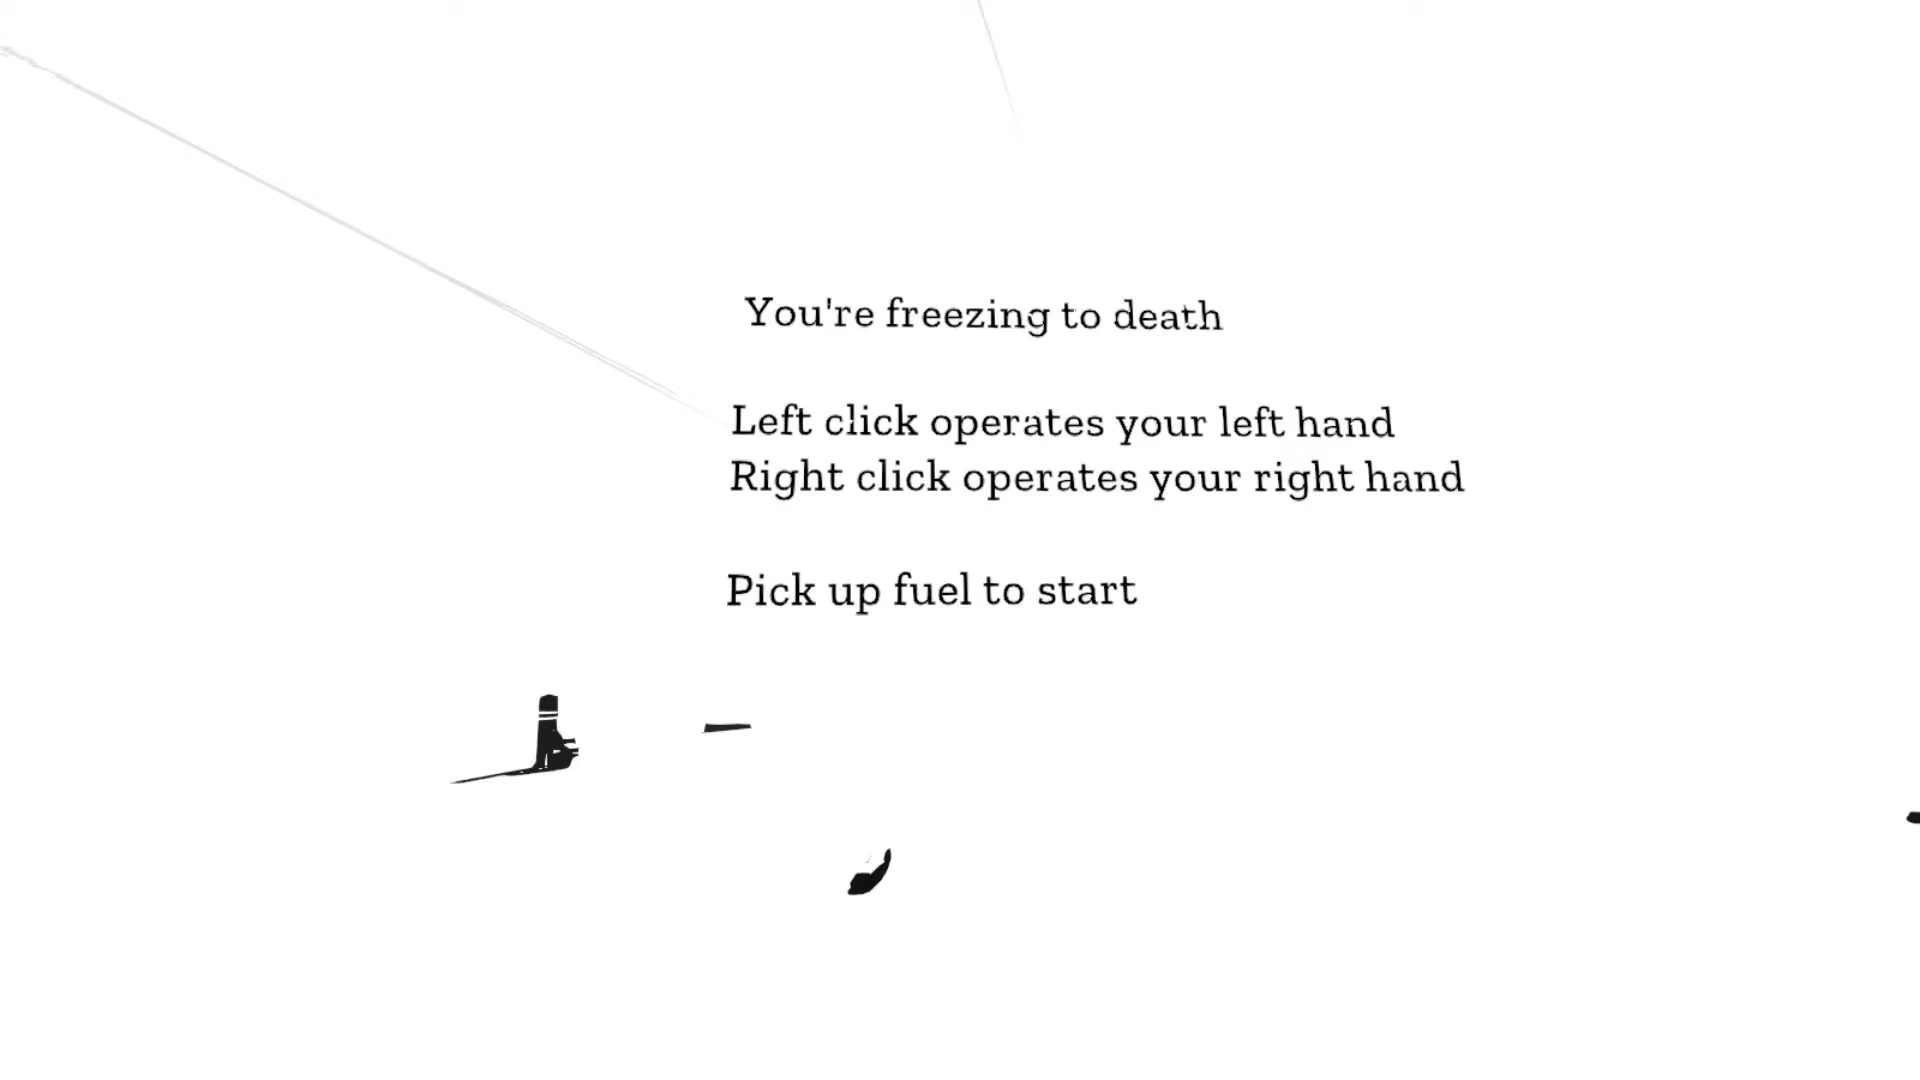 You're freezing to death
Left click operates your left hand
Right click operates your right hand
Pick up fuel to start